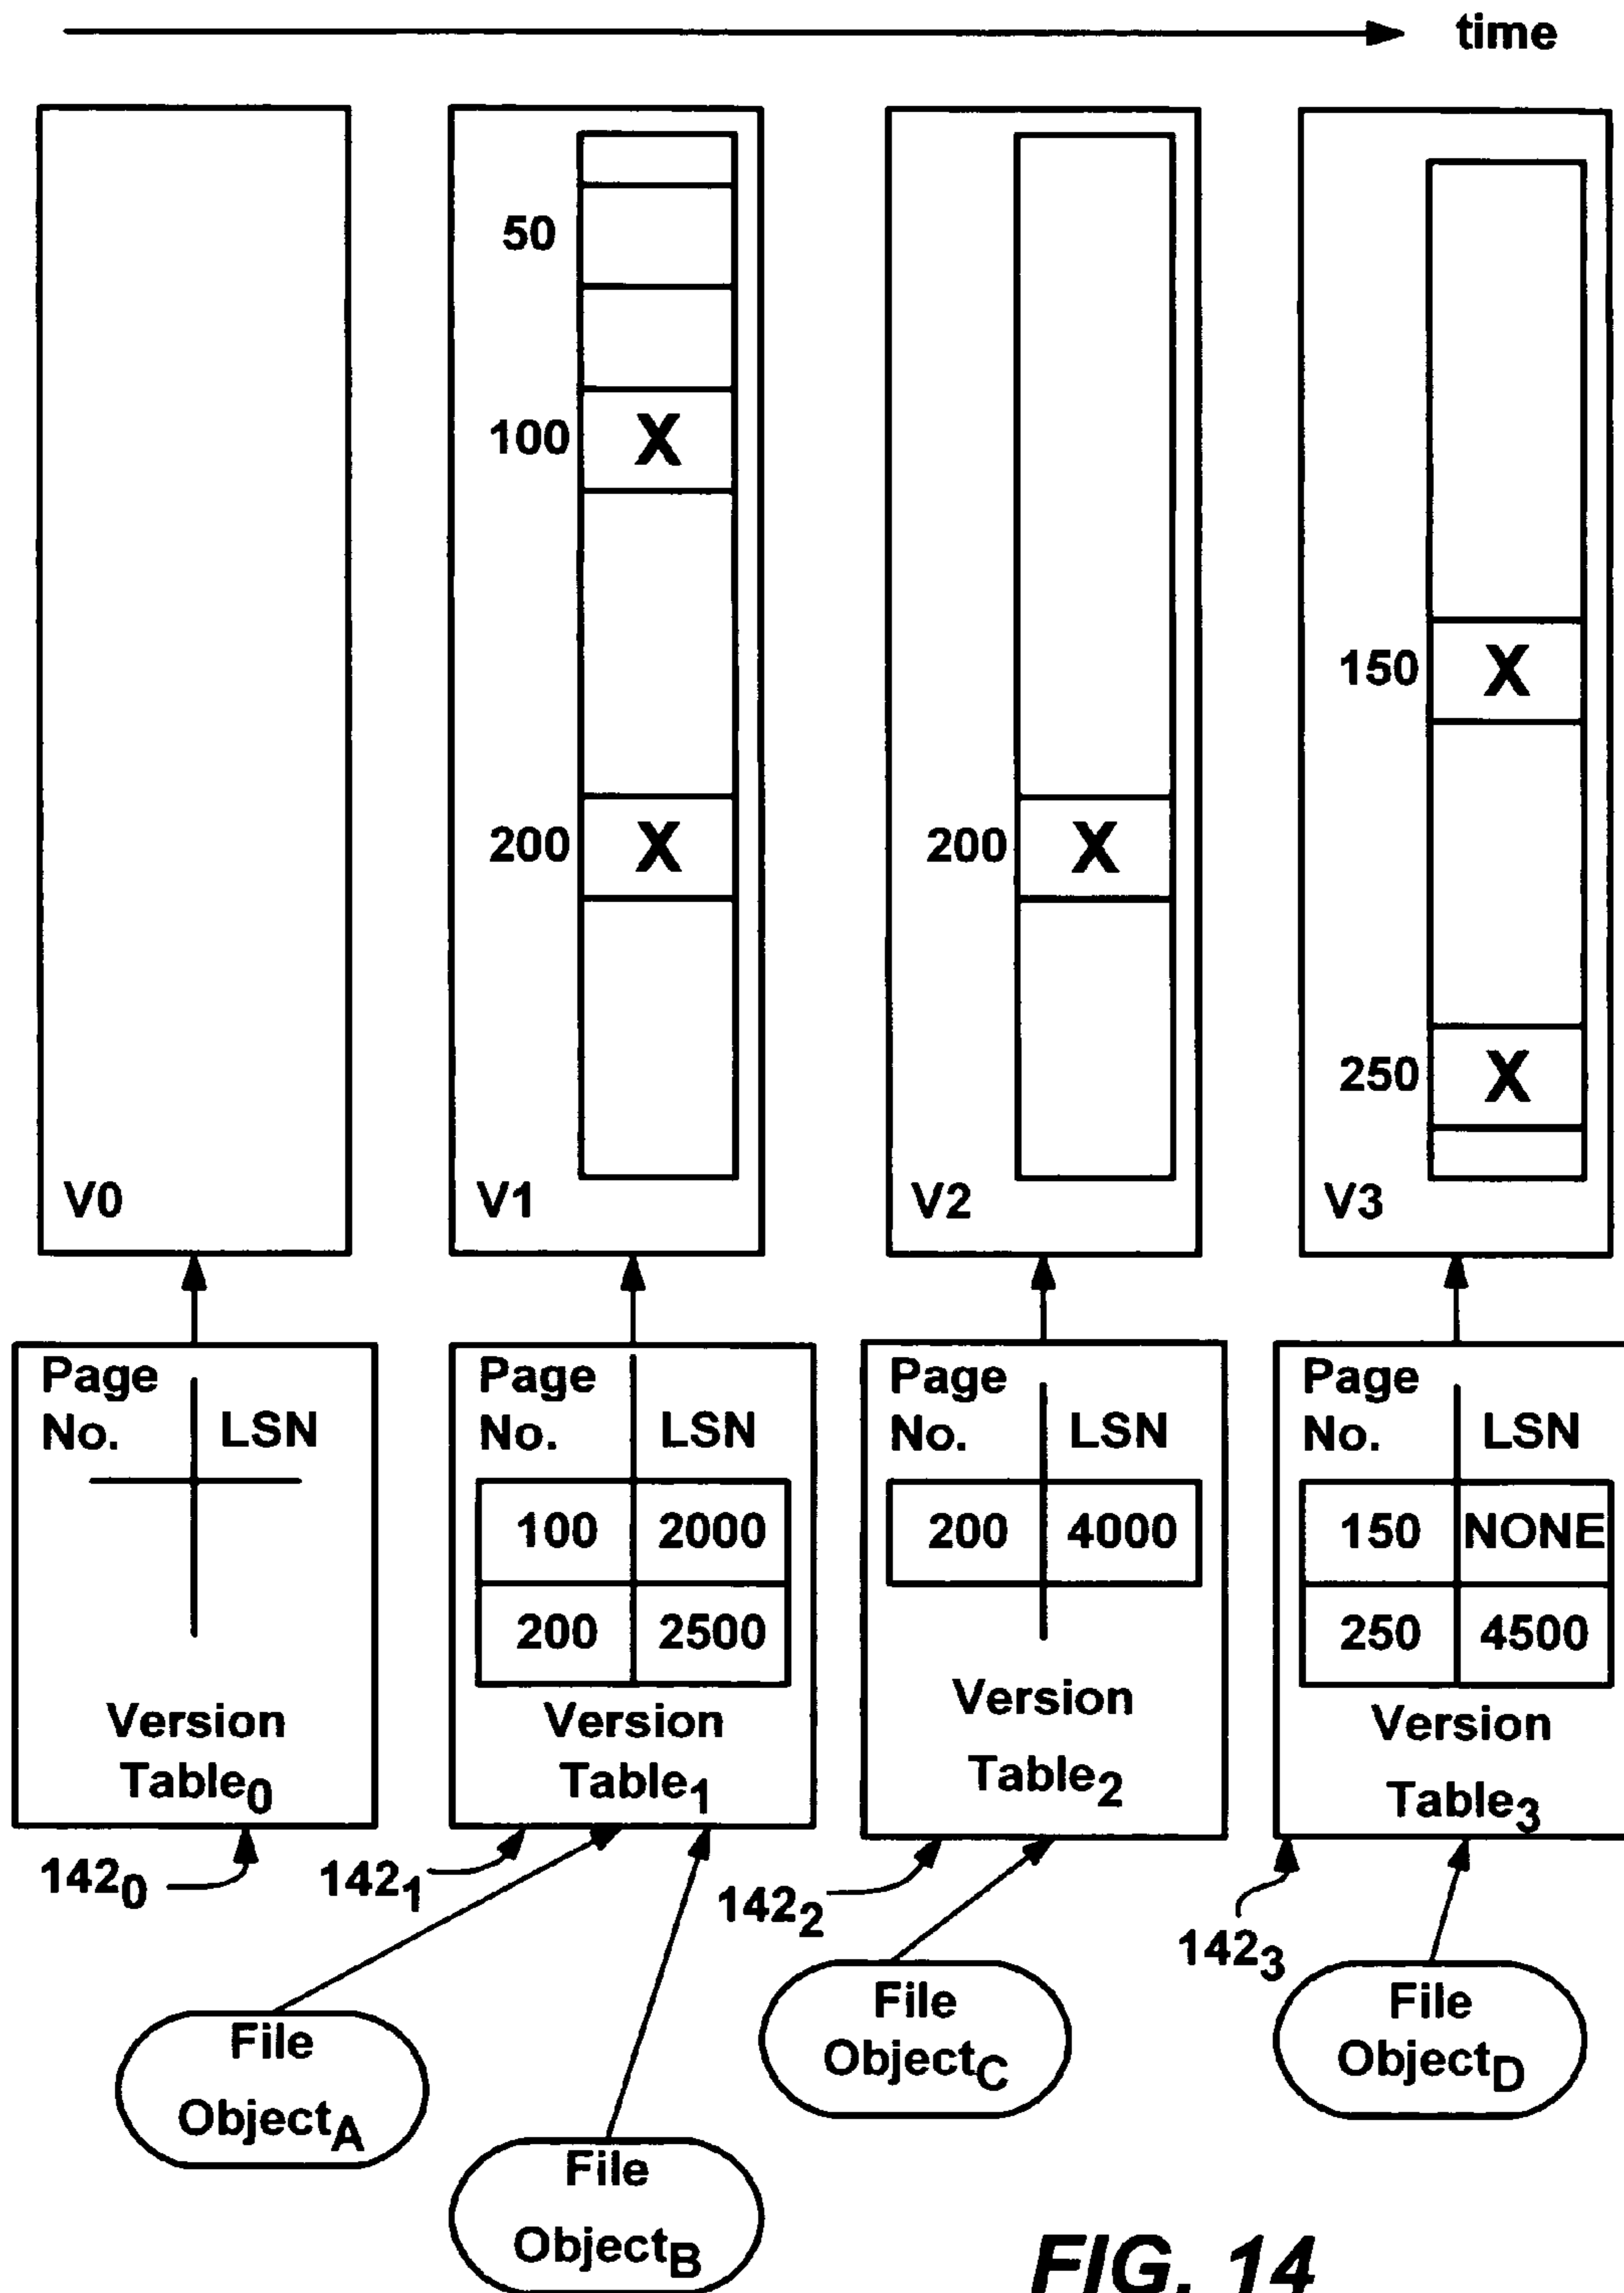 time
50
100 X
200 X
V1
V0
200 X
V2
150 X
250 X
V3
Page
No. LSN
Version
Table0
Page
No. LSN
100 2000
200 2500
Version
Table1
Page
No. LSN
200 4000
Version
Table2
Page
No. LSN
150 NONE
250 4500
Version
Table3
1420
1421
1422
1423
File
ObjectA
File
ObjectB
File
ObjectC
File
ObjectD
FIG. 14